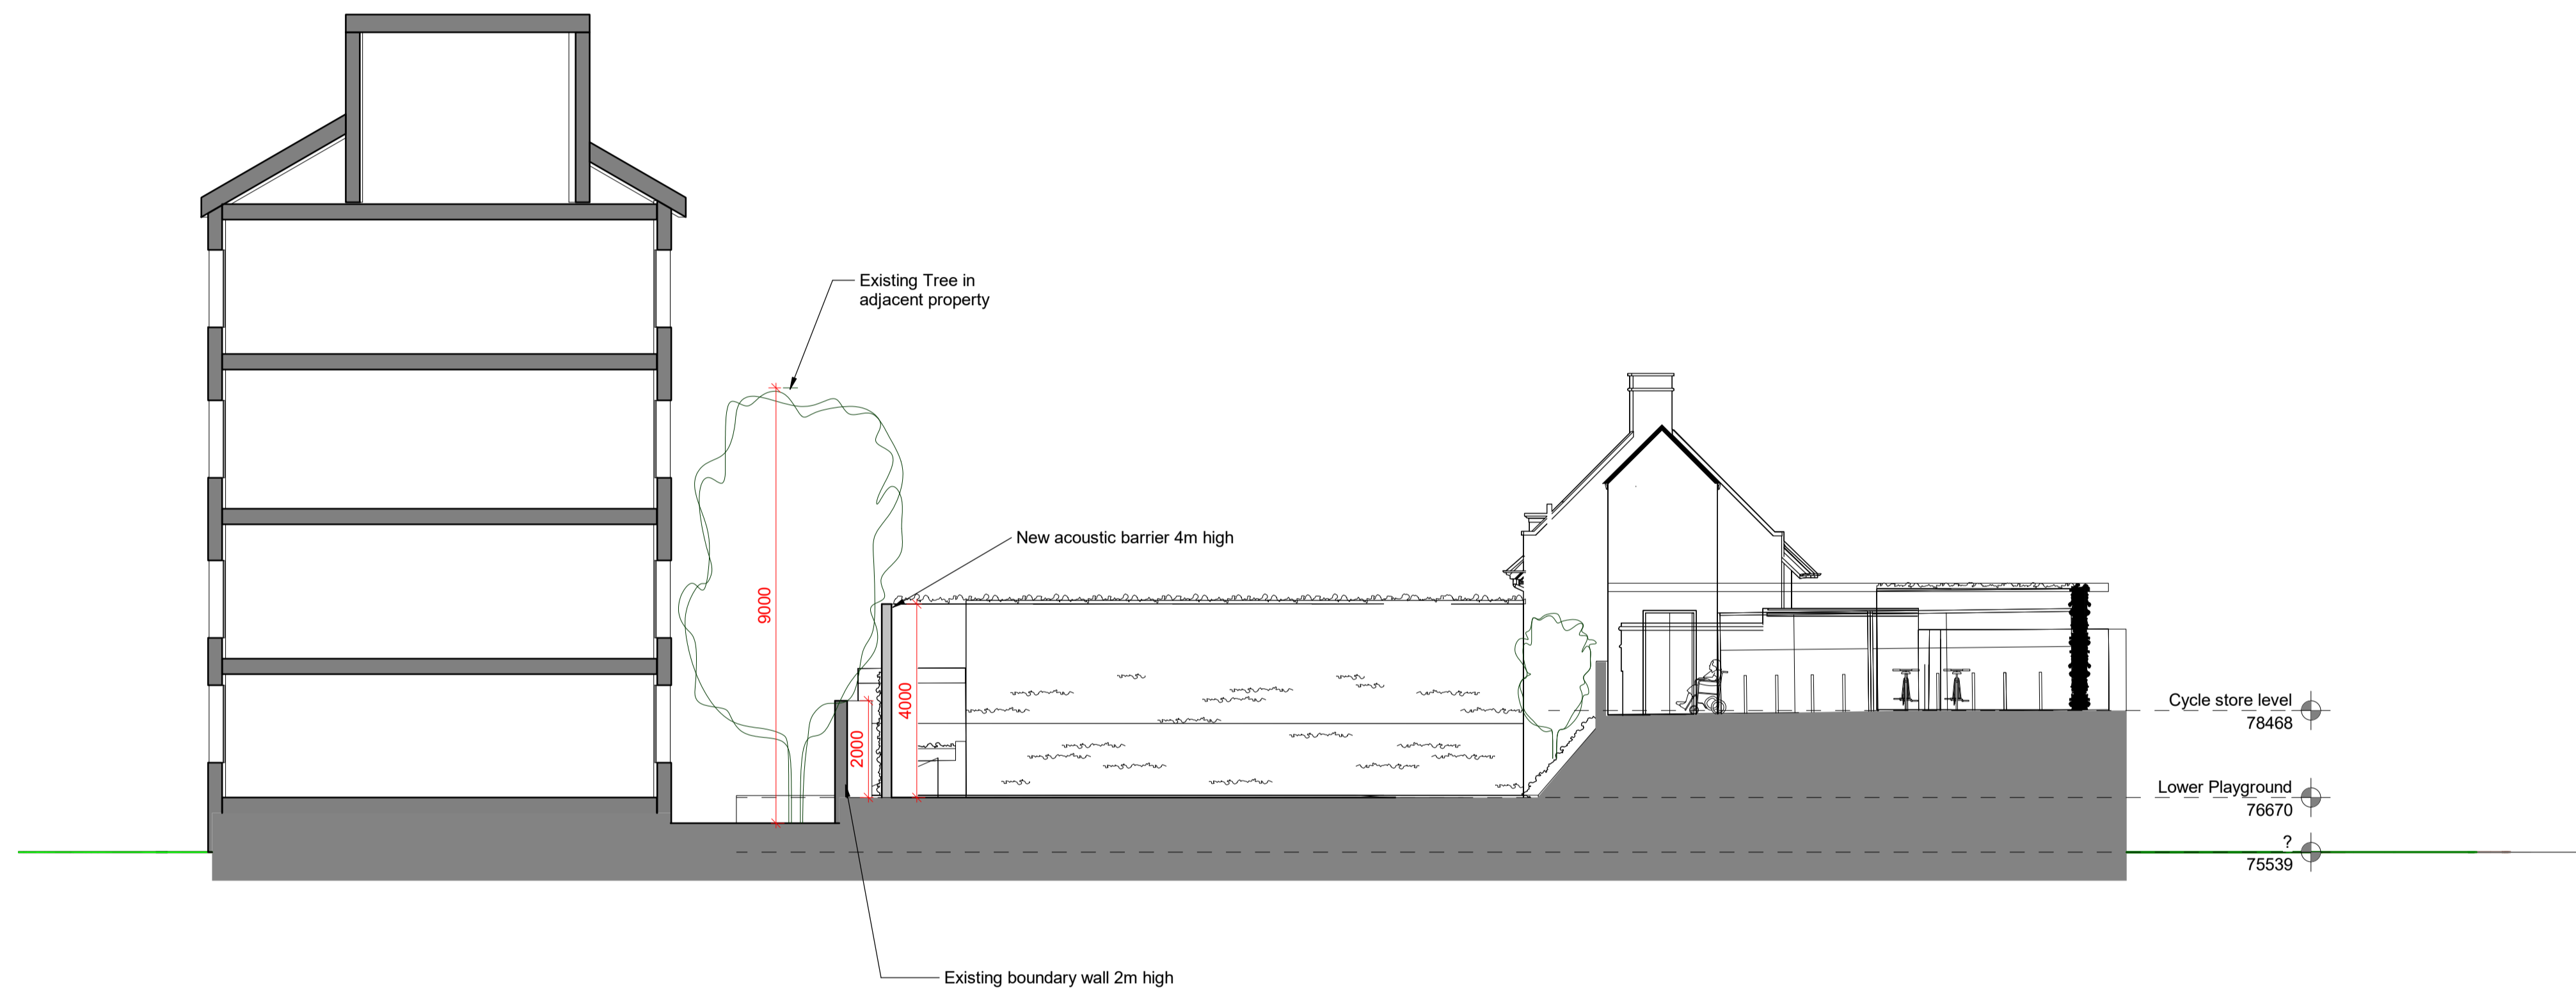 Existing Tree in
adjacent property
New acoustic barrier 4m high
9000
4000
2000
Cycle store level
78468
Lower Playground
76670
?
75539
Existing boundary wall 2m high